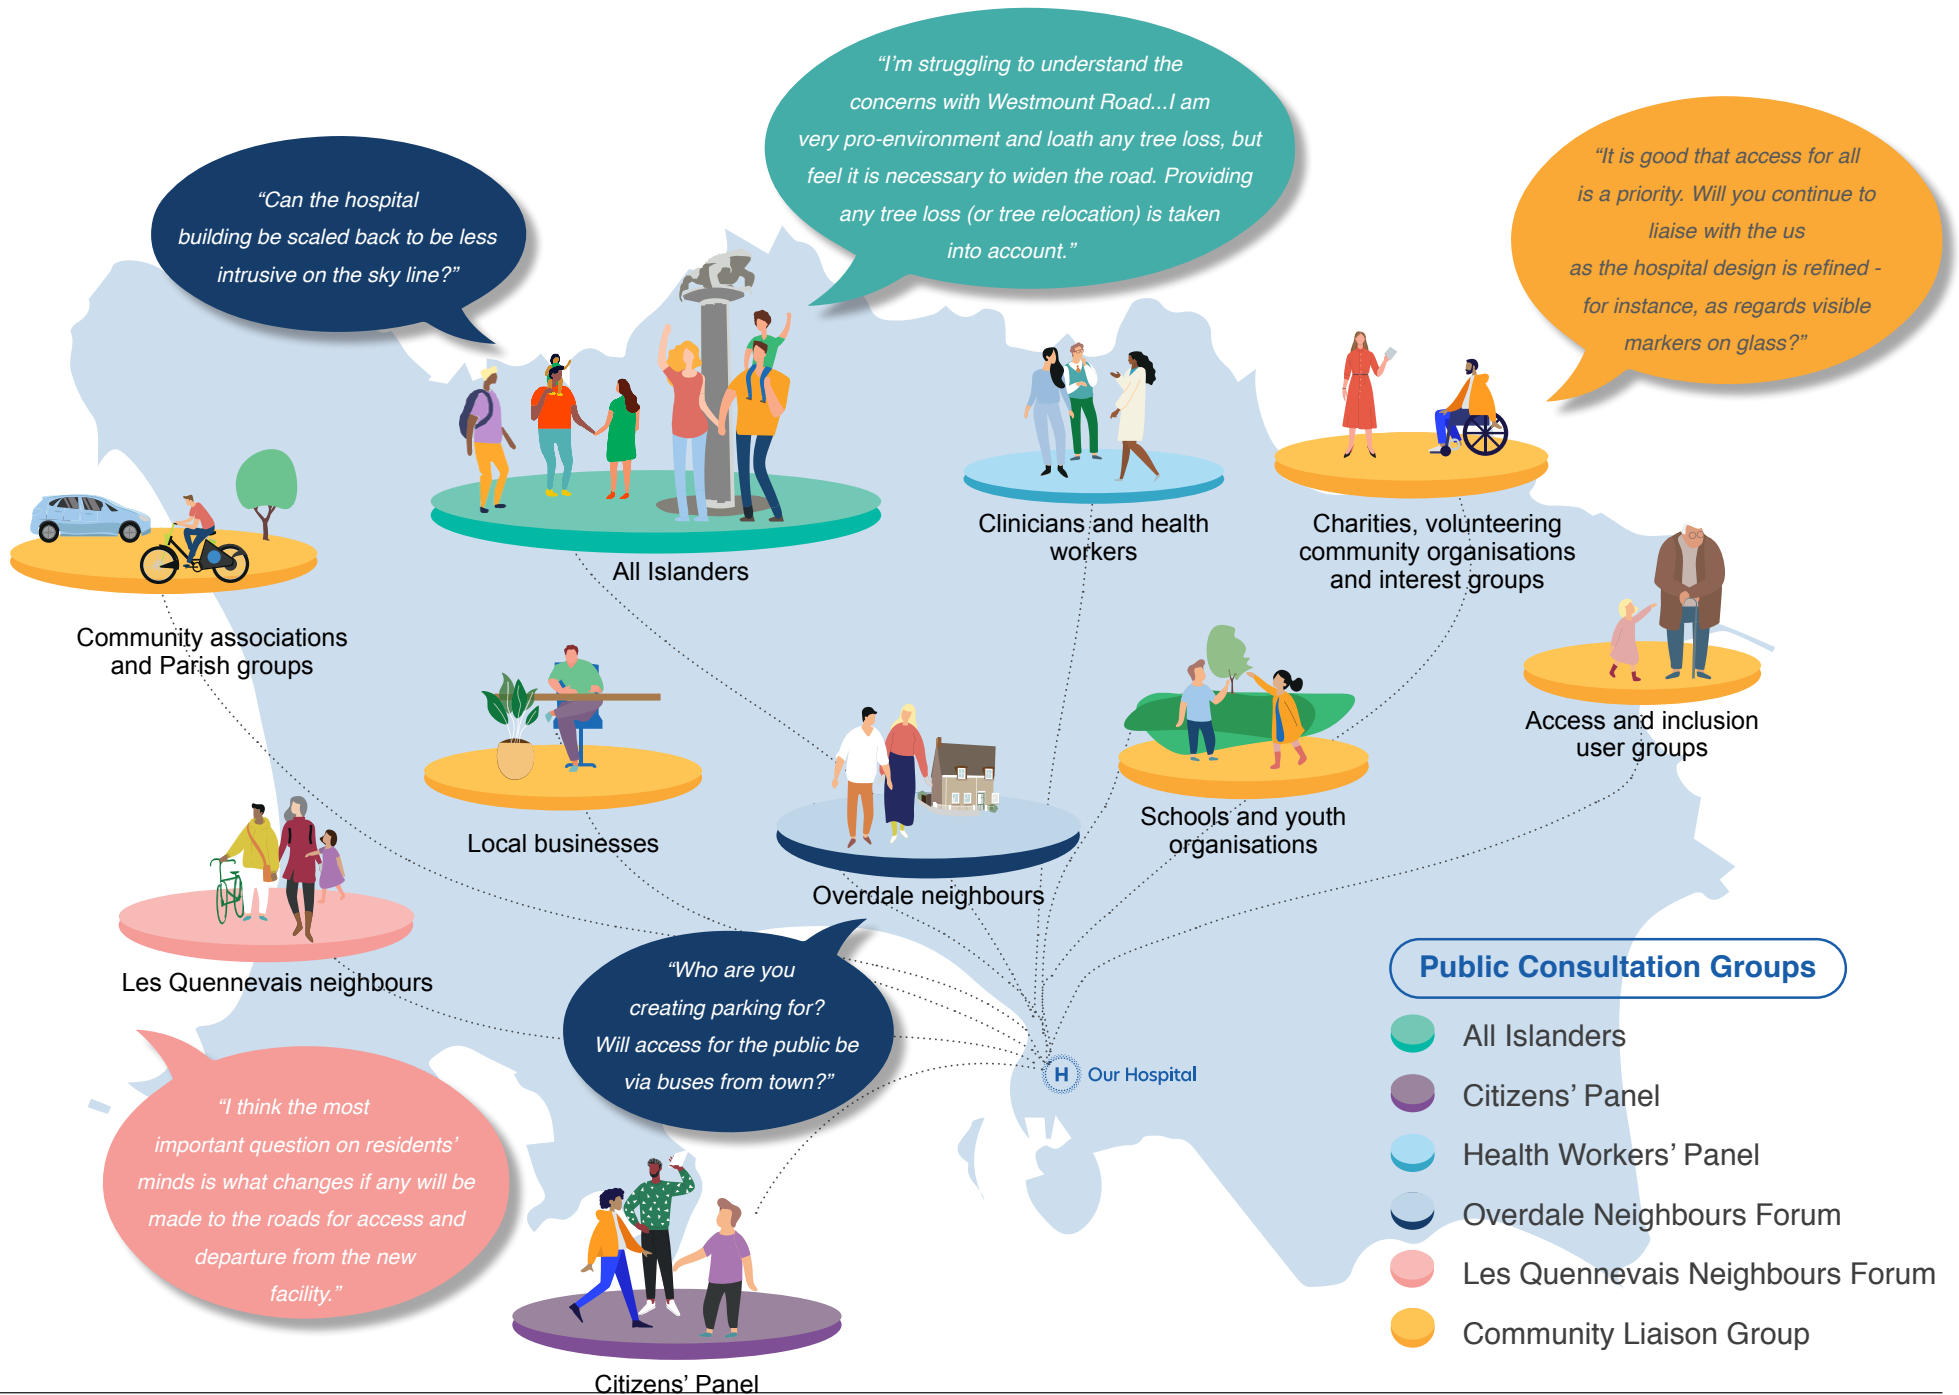 “I’m struggling to understand the
concerns with Westmount Road...I am
very pro-environment and loath any tree loss, but
feel it is necessary to widen the road. Providing
any tree loss (or tree relocation) is taken
into account.”
“Can the hospital
building be scaled back to be less
intrusive on the sky line?”
“It is good that access for all
is a priority. Will you continue to
liaise with the us
as the hospital design is refined -
for instance, as regards visible
markers on glass?”
All Islanders
Clinicians and health
workers
Charities, volunteering
community organisations
and interest groups
Community associations
and Parish groups
Access and inclusion
user groups
Local businesses
Schools and youth
organisations
Overdale neighbours
Les Quennevais neighbours
“Who are you
creating parking for?
Will access for the public be
via buses from town?”
H Our Hospital
“I think the most
important question on residents’
minds is what changes if any will be
made to the roads for access and
departure from the new
facility.”
Citizens’ Panel
Public Consultation Groups
All Islanders
Citizens’ Panel
Health Workers’ Panel
Overdale Neighbours Forum
Les Quennevais Neighbours Forum
Community Liaison Group